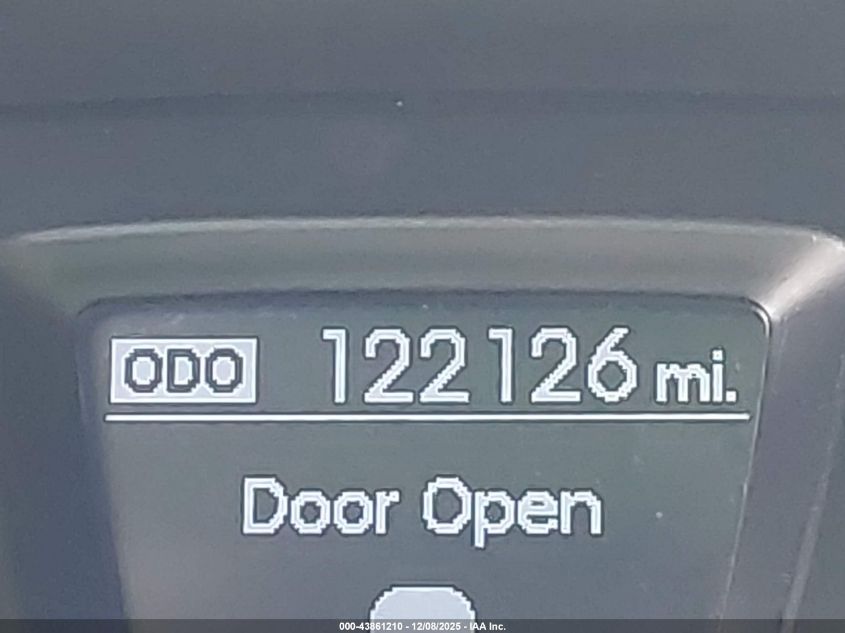 ODO 122126 mi.
Door Open
000-43861210 - 12/08/2025 - IAA Inc.